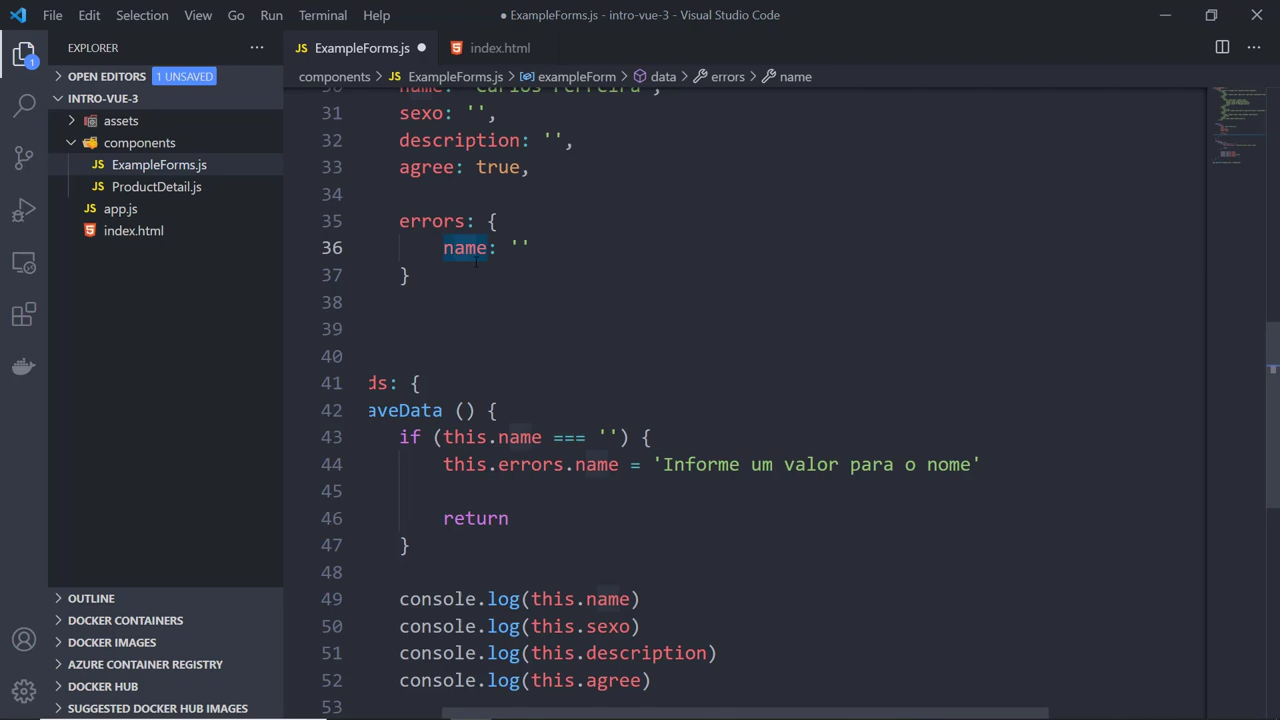 File Edit Selection View Go Run Terminal Help
● ExampleForms.js - intro-vue-3 - Visual Studio Code
EXPLORER
JS ExampleForms.js ●
5 index.html
OPEN EDITORS 1 UNSAVED
components > JS ExampleForms.js > exampleForm > data > errors > name
INTRO-VUE-3
assets
components
JS ExampleForms.js
JS ProductDetail.js
JS app.js
index.html
OUTLINE
DOCKER CONTAINERS
DOCKER IMAGES
AZURE CONTAINER REGISTRY
DOCKER HUB
SUGGESTED DOCKER HUB IMAGES
1
30 name: 'Carlos Ferreira',
31 sexo: '',
32 description: '',
33 agree: true,
34
35 errors: {
36 name: ''
37 }
38
39
40
41 ds: {
42 aveData () {
43 if (this.name === '') {
44 this.errors.name = 'Informe um valor para o nome'
45
46 return
47 }
48
49 console.log(this.name)
50 console.log(this.sexo)
51 console.log(this.description)
52 console.log(this.agree)
53